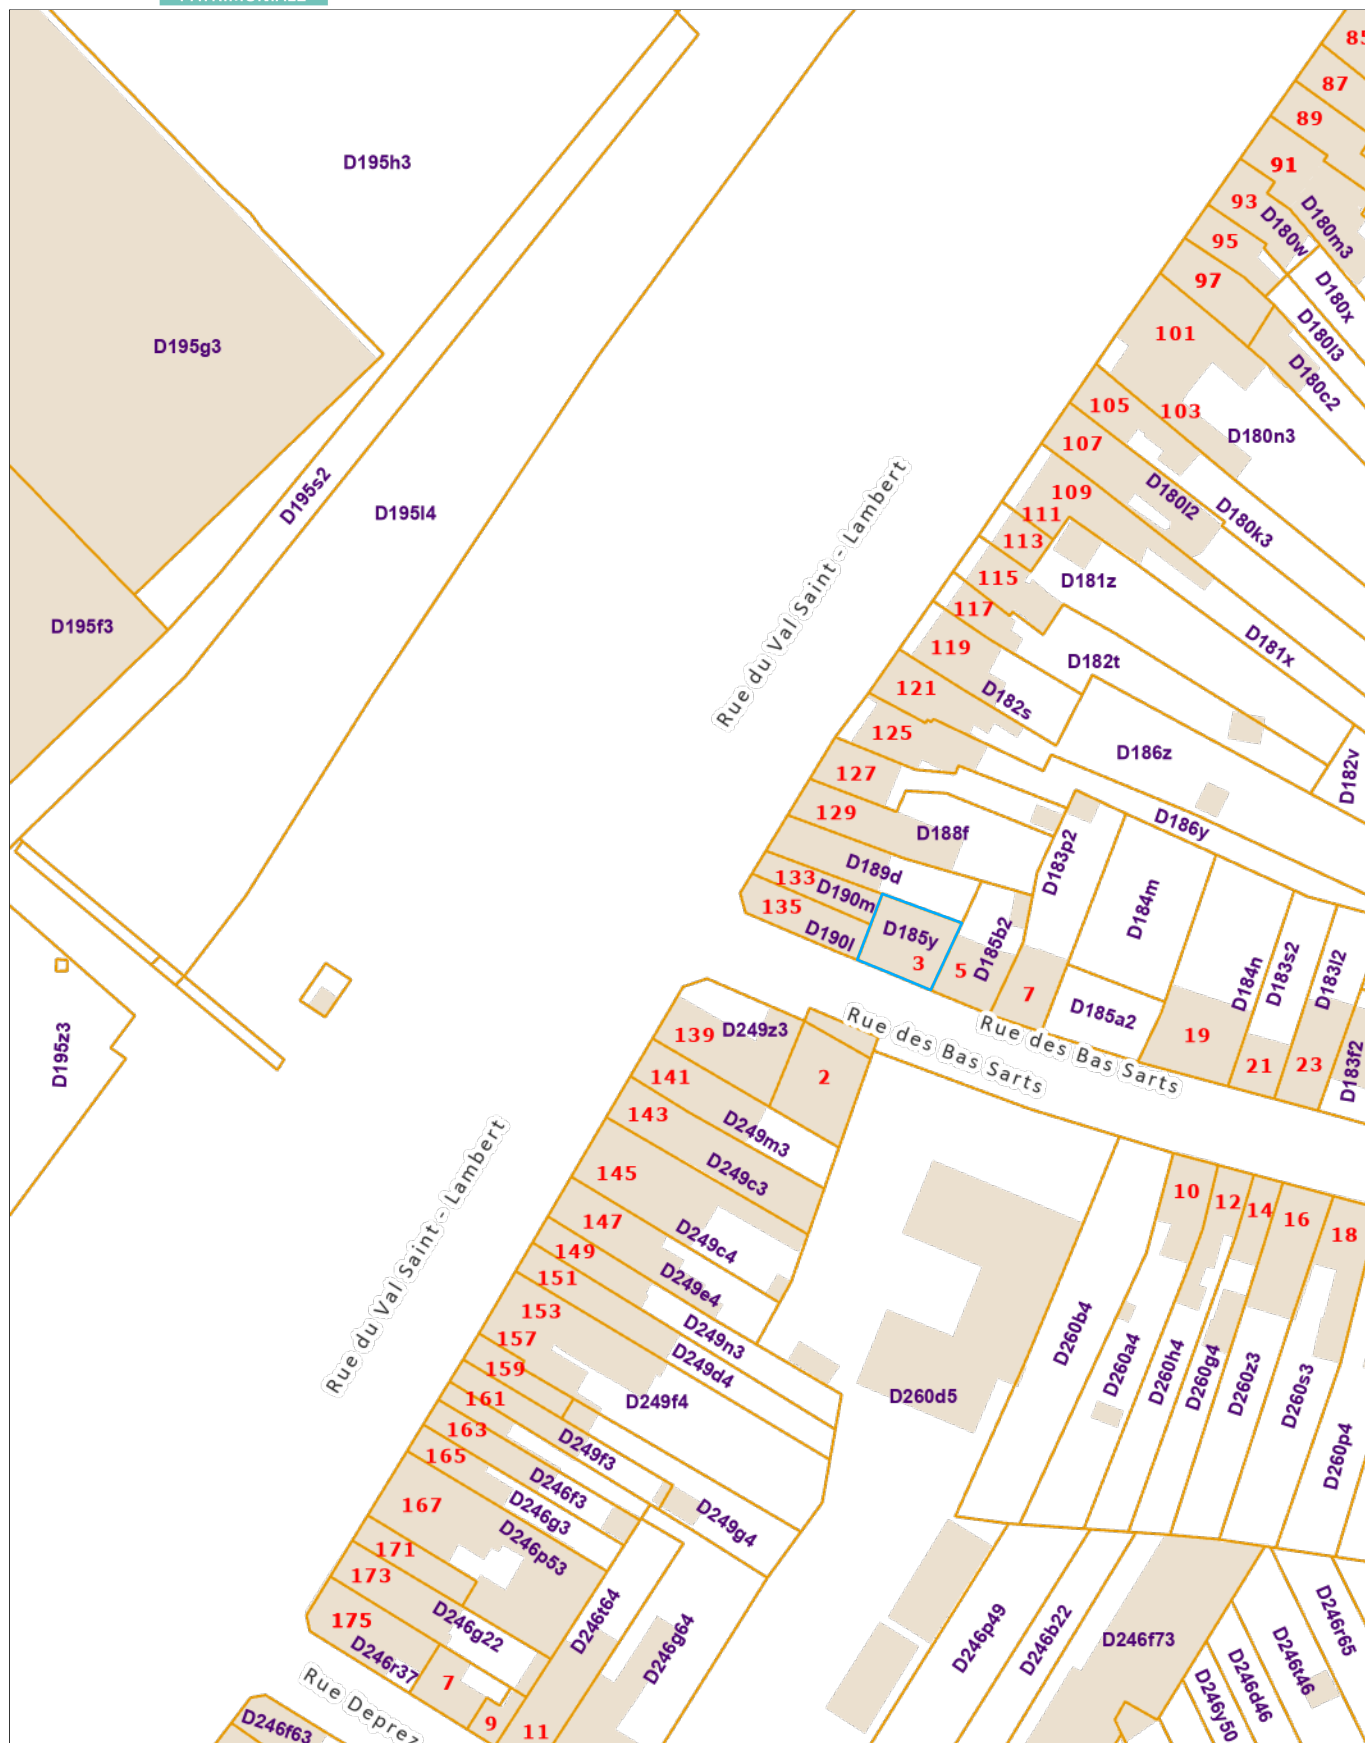 85
87
89
D195h3
91
93
D180m3
D180w
95
97
D180x
101
D180l3
D195g3
D180c2
105
103
D180n3
107
D195s2
109
D180l2
D195l4
111
D180k3
113
115
D181z
117
Rue du Val Saint - Lambert
D195f3
119
D181x
D182t
121
D182s
125
D186z
127
D182v
129
D186y
D188f
D183p2
D189d
133
D190m
D184m
135
D190l
D185y
3
5
D185b2
7
D184n
D183s2
D183l2
D185a2
Rue des Bas Sarts
Rue des Bas Sarts
139
D249z3
19
D195z3
141
2
21
23
D183f2
143
D249m3
145
D249c3
10
12
14
16
18
147
D249c4
149
151
D249e4
Rue du Val Saint - Lambert
153
D249n3
157
D249d4
D260b4
159
D260a4
D260h4
D260g4
D260z3
D260s3
161
D249f4
D260d5
163
D249f3
D260p4
165
D246f3
167
D246g3
D249g4
D246p53
171
173
D246t64
175
D246g22
D246r37
D246g64
D246p49
D246b22
D246f73
D246r65
D246t46
D246d46
D246y50
7
Rue Deprez
9
11
D246f63